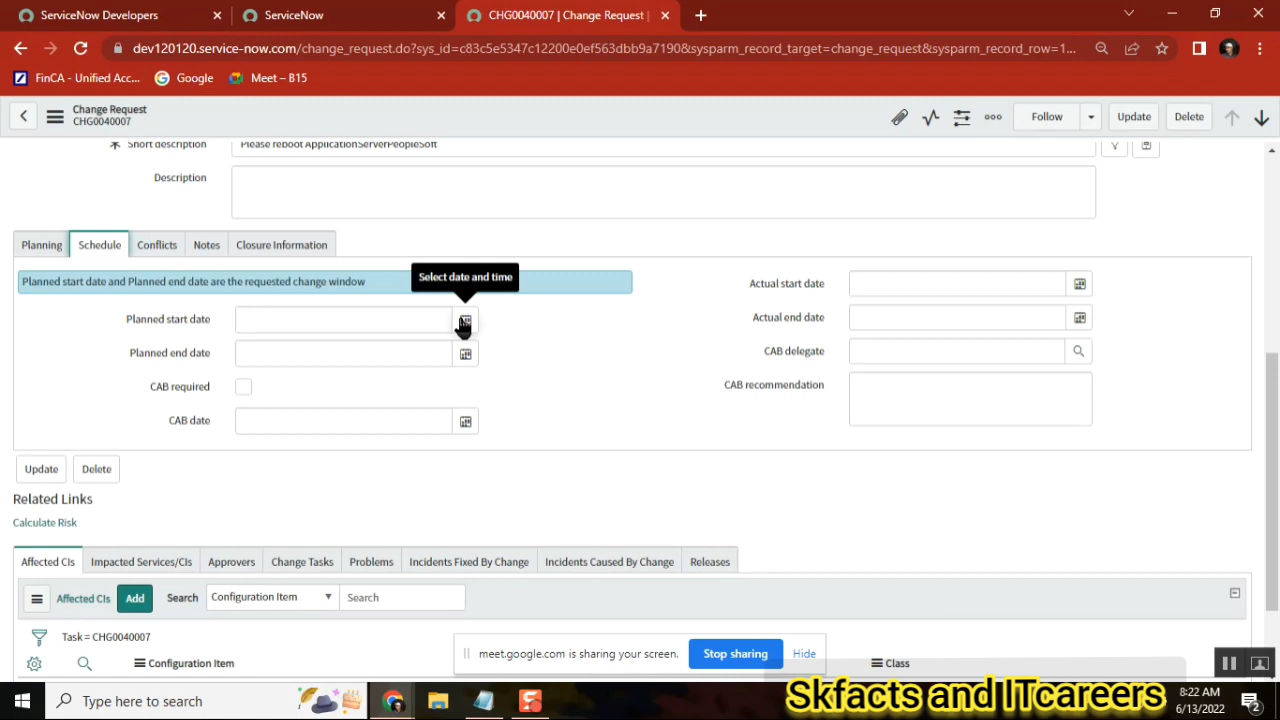 ServiceNow Developers
ServiceNow
CHG0040007 | Change Request |
dev120120.service-now.com/change_request.do?sys_id=c83c5e5347c12200e0ef563dbb9a7190&sysparm_record_target=change_request&sysparm_record_row=1...
FinCA - Unified Acc...
Google
Meet – B15
Change Request
CHG0040007
Follow
Update
Delete
Short description
Please reboot ApplicationServerPeopleSoft
Description
Planning
Schedule
Conflicts
Notes
Closure Information
Select date and time
Planned start date and Planned end date are the requested change window
Planned start date
Planned end date
CAB required
CAB date
Actual start date
Actual end date
CAB delegate
CAB recommendation
Update
Delete
Related Links
Calculate Risk
Affected CIs
Impacted Services/CIs
Approvers
Change Tasks
Problems
Incidents Fixed By Change
Incidents Caused By Change
Releases
Affected CIs
Add
Search
Configuration Item
Search
Task = CHG0040007
Configuration Item
Class
meet.google.com is sharing your screen.
Stop sharing
Hide
Skfacts and ITcareers
Type here to search
8:22 AM
6/13/2022
2